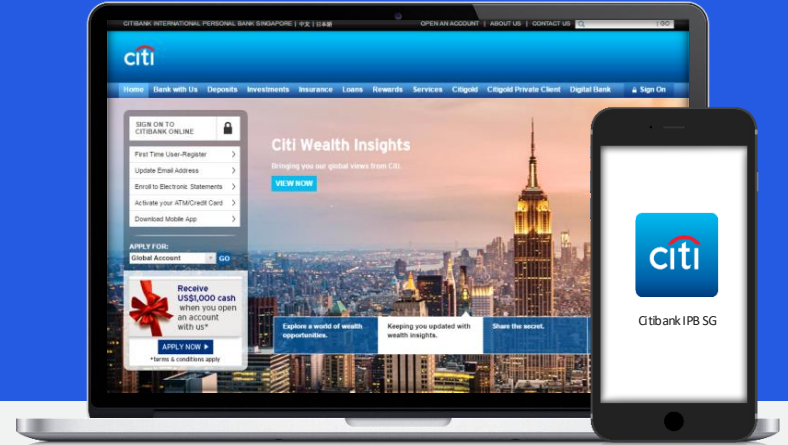 CITIBANK INTERNATIONAL PERSONAL BANK SINGAPORE | 中文 | 日本語
OPEN AN ACCOUNT | ABOUT US | CONTACT US
GO
citi
Home Bank with Us Deposits Investments Insurance Loans Rewards Services Citigold Citigold Private Client Digital Bank Sign On
SIGN ON TO
CITIBANK ONLINE
First Time User-Register
Update Email Address
Enroll to Electronic Statements
Activate your ATM/Credit Card
Download Mobile App
APPLY FOR:
Global Account
GO
Receive
US$1,000 cash
when you open
an account
with us*
APPLY NOW
*terms & conditions apply
Citi Wealth Insights
Bringing you our global views from Citi.
VIEW NOW
Explore a world of wealth
opportunities.
Keeping you updated with
wealth insights.
Share the secret.
citi
Citibank IPB SG